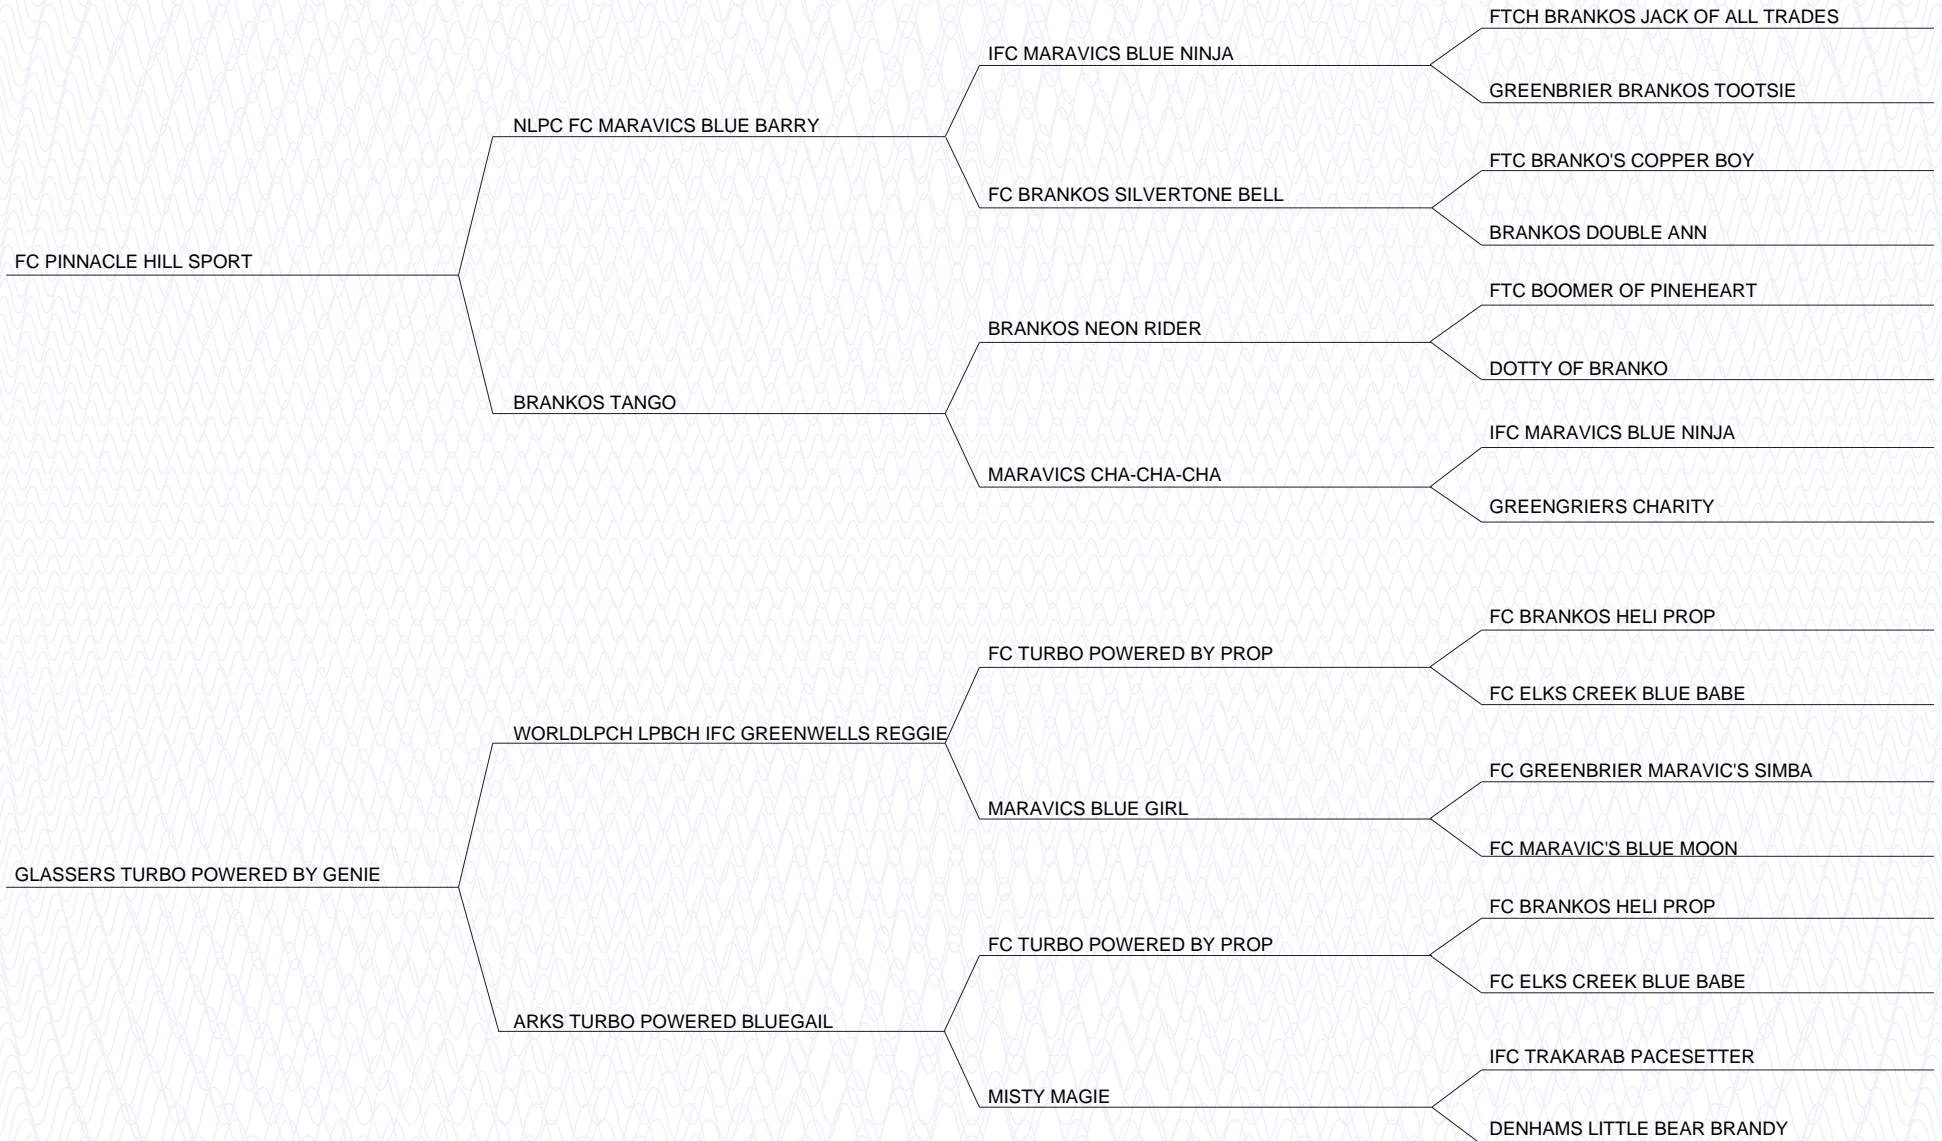 FTCH BRANKOS JACK OF ALL TRADES
IFC MARAVICS BLUE NINJA
GREENBRIER BRANKOS TOOTSIE
NLPC FC MARAVICS BLUE BARRY
FTC BRANKO'S COPPER BOY
FC BRANKOS SILVERTONE BELL
BRANKOS DOUBLE ANN
FC PINNACLE HILL SPORT
FTC BOOMER OF PINEHEART
BRANKOS NEON RIDER
DOTTY OF BRANKO
BRANKOS TANGO
IFC MARAVICS BLUE NINJA
MARAVICS CHA-CHA-CHA
GREENGRIERS CHARITY
FC BRANKOS HELI PROP
FC TURBO POWERED BY PROP
FC ELKS CREEK BLUE BABE
WORLDLPCH LPBCH IFC GREENWELLS REGGIE
FC GREENBRIER MARAVIC'S SIMBA
MARAVICS BLUE GIRL
FC MARAVIC'S BLUE MOON
GLASSERS TURBO POWERED BY GENIE
FC BRANKOS HELI PROP
FC TURBO POWERED BY PROP
FC ELKS CREEK BLUE BABE
ARKS TURBO POWERED BLUEGAIL
IFC TRAKARAB PACESETTER
MISTY MAGIE
DENHAMS LITTLE BEAR BRANDY